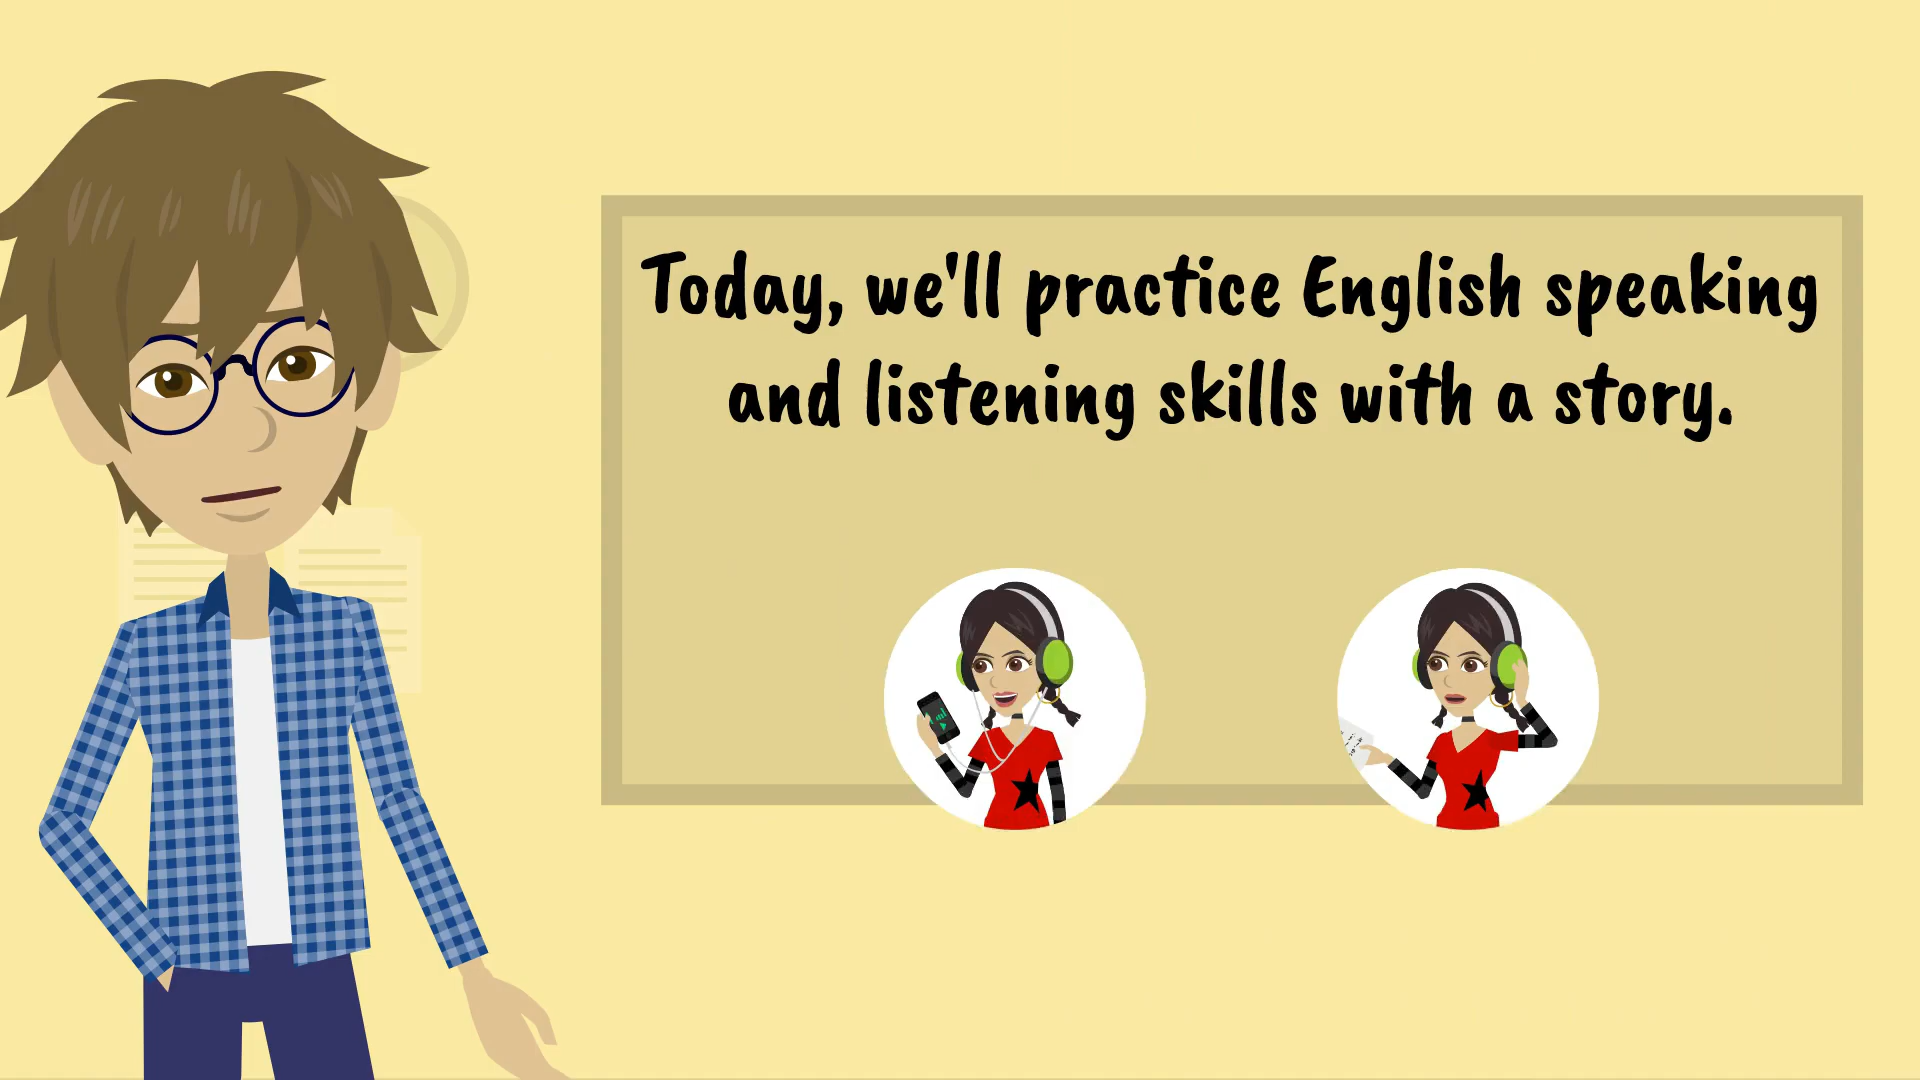 Today, we'll practice English speaking
and listening skills with a story.